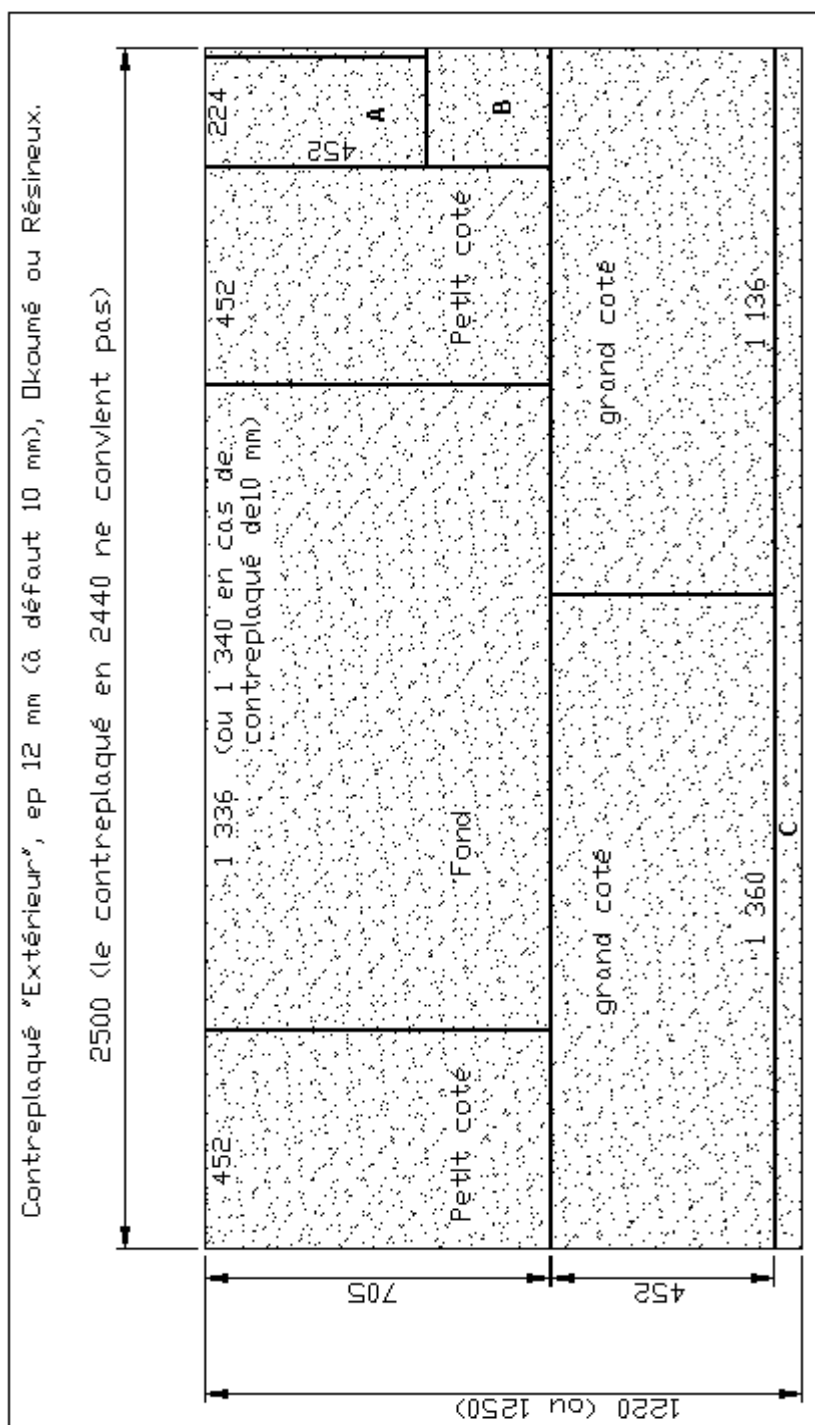 Contreplaqué "Extérieur", ep 12 mm (à défaut 10 mm), Okoumé ou Résineux.
2500 (le contreplaqué en 2440 ne convient pas)
1220 (ou 1250)
705
452
452
Petit coté
1 336 (ou 1 340 en cas de
contreplaqué de10 mm)
Fond
452
Petit coté
224
452
A
B
grand coté
1 360
grand coté
1 136
C